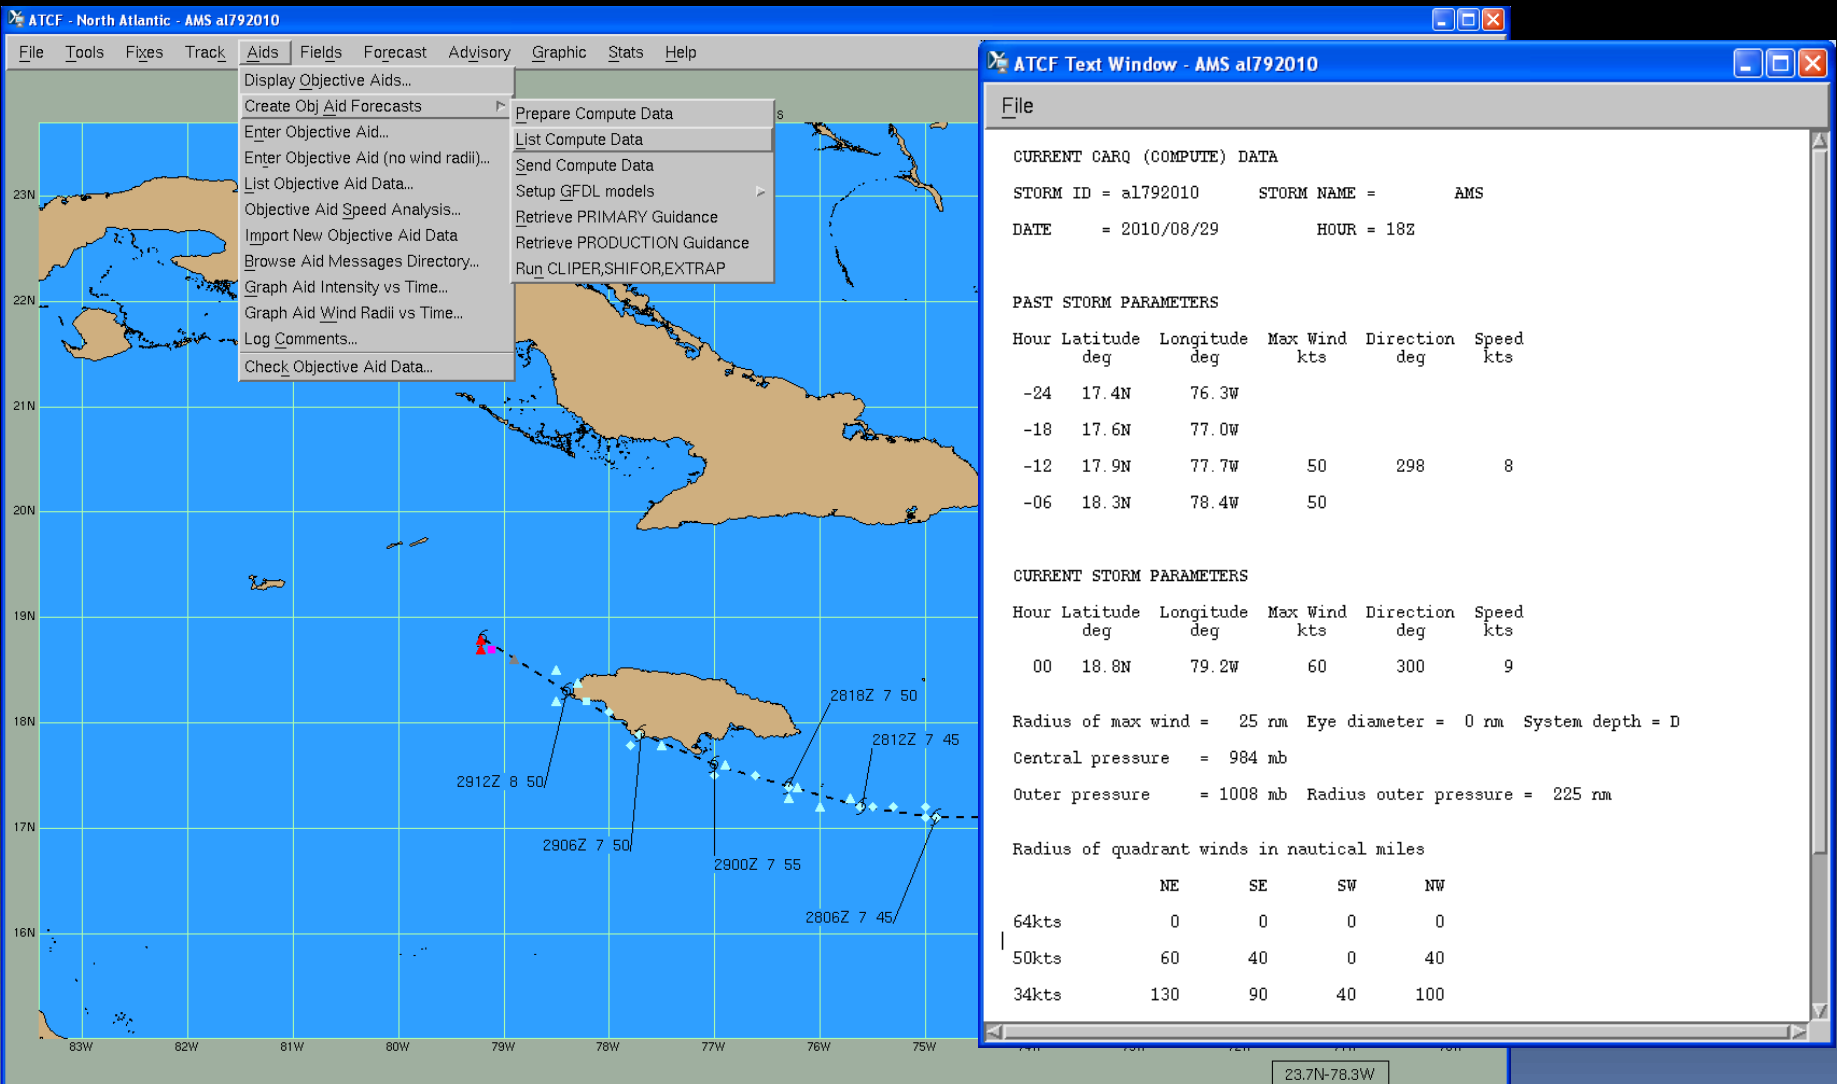 ATCF - North Atlantic - AMS al792010
File Tools Fixes Track Aids Fields Forecast Advisory Graphic Stats Help
Display Objective Aids...
Create Obj Aid Forecasts
Enter Objective Aid...
Enter Objective Aid (no wind radii)...
List Objective Aid Data...
Objective Aid Speed Analysis...
Import New Objective Aid Data
Browse Aid Messages Directory...
Graph Aid Intensity vs Time...
Graph Aid Wind Radii vs Time...
Log Comments...
Check Objective Aid Data...
Prepare Compute Data
List Compute Data
Send Compute Data
Setup GFDL models
Retrieve PRIMARY Guidance
Retrieve PRODUCTION Guidance
Run CLIPER,SHIFOR,EXTRAP
s
23N
22N
21N
20N
19N
18N
17N
16N
2818Z 7 50
2812Z 7 45
2912Z 8 50
2906Z 7 50
2900Z 7 55
2806Z 7 45
83W 82W 81W 80W 79W 78W 77W 76W 75W
23.7N-78.3W
ATCF Text Window - AMS al792010
File
CURRENT CARQ (COMPUTE) DATA
STORM ID = al792010 STORM NAME = AMS
DATE = 2010/08/29 HOUR = 18Z
PAST STORM PARAMETERS
Hour Latitude Longitude Max Wind Direction Speed
deg deg kts deg kts
-24 17.4N 76.3W
-18 17.6N 77.0W
-12 17.9N 77.7W 50 298 8
-06 18.3N 78.4W 50
CURRENT STORM PARAMETERS
Hour Latitude Longitude Max Wind Direction Speed
deg deg kts deg kts
00 18.8N 79.2W 60 300 9
Radius of max wind = 25 nm Eye diameter = 0 nm System depth = D
Central pressure = 984 mb
Outer pressure = 1008 mb Radius outer pressure = 225 nm
Radius of quadrant winds in nautical miles
NE SE SW NW
64kts 0 0 0 0
50kts 60 40 0 40
34kts 130 90 40 100